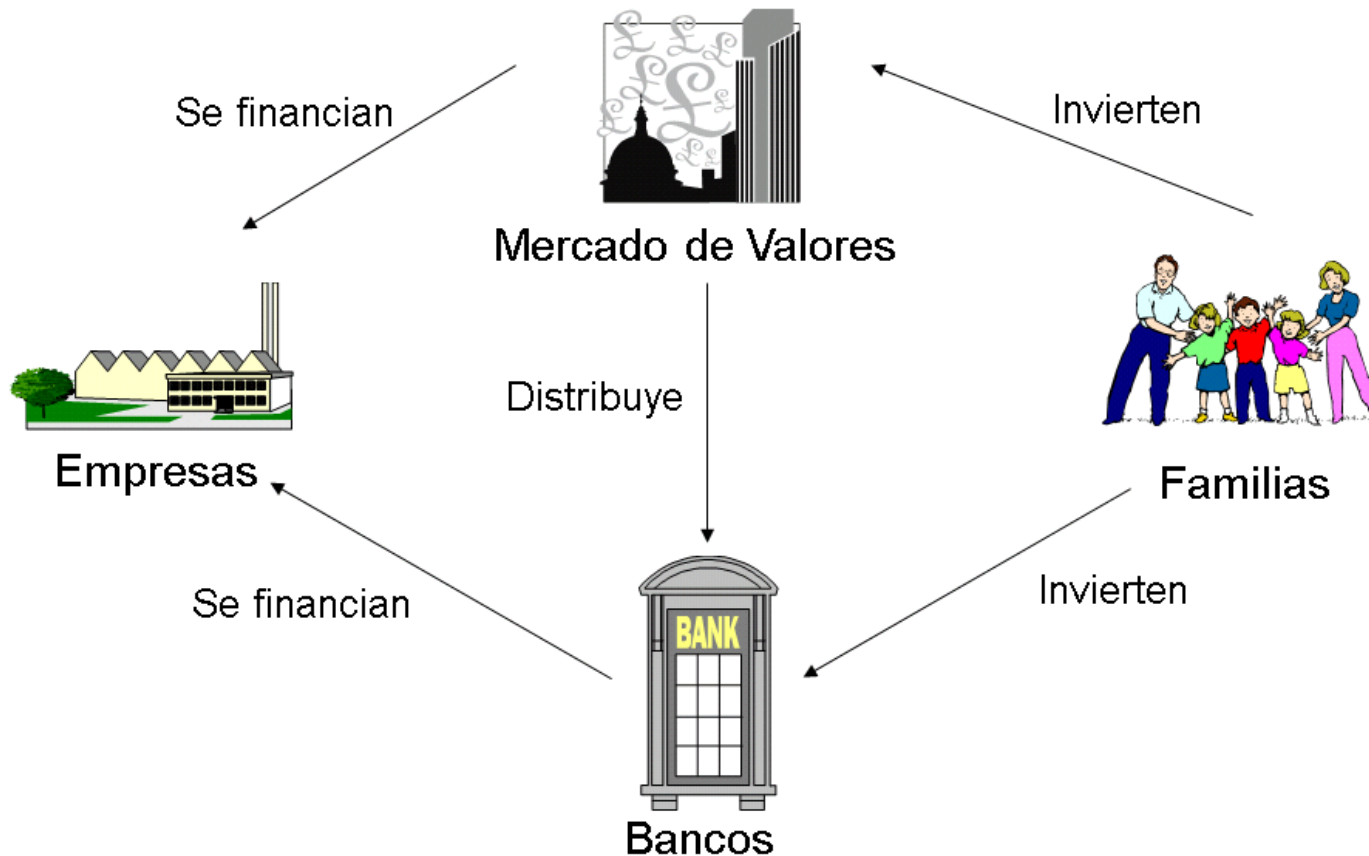 Se financian
Invierten
Mercado de Valores
Distribuye
Empresas
Familias
Se financian
Invierten
BANK
Bancos